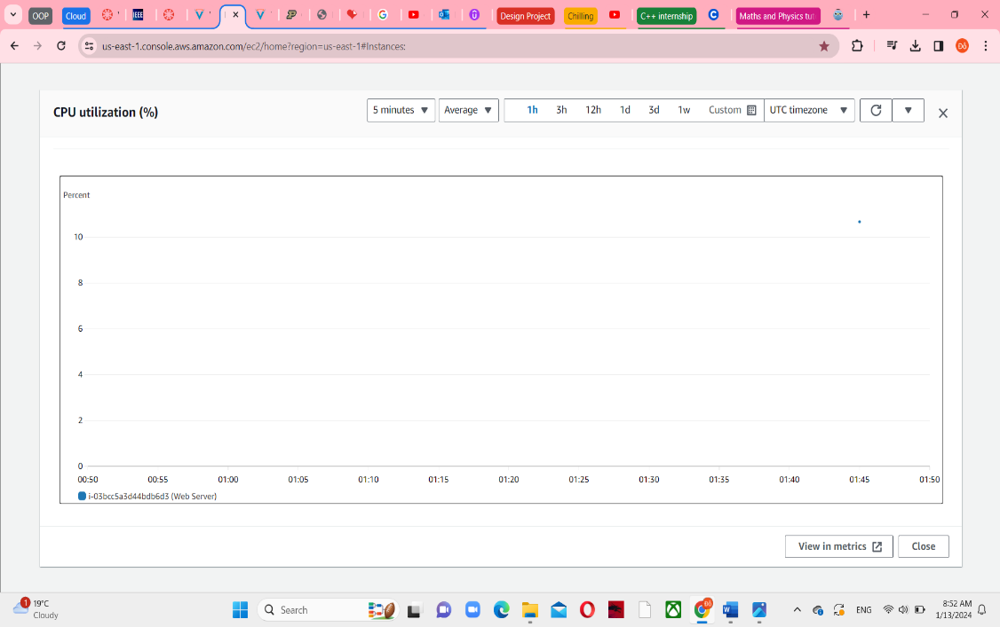 OOP Cloud IEEE Design Project Chilling C++ internship Maths and Physics tut
us-east-1.console.aws.amazon.com/ec2/home?region=us-east-1#Instances:
CPU utilization (%) 5 minutes Average 1h 3h 12h 1d 3d 1w Custom UTC timezone
Percent
10
8
6
4
2
0
00:50 00:55 01:00 01:05 01:10 01:15 01:20 01:25 01:30 01:35 01:40 01:45 01:50
i-03bcc5a3d44bdb6d3 (Web Server)
View in metrics Close
1 19°C
Cloudy
Search
ENG
8:52 AM
1/13/2024